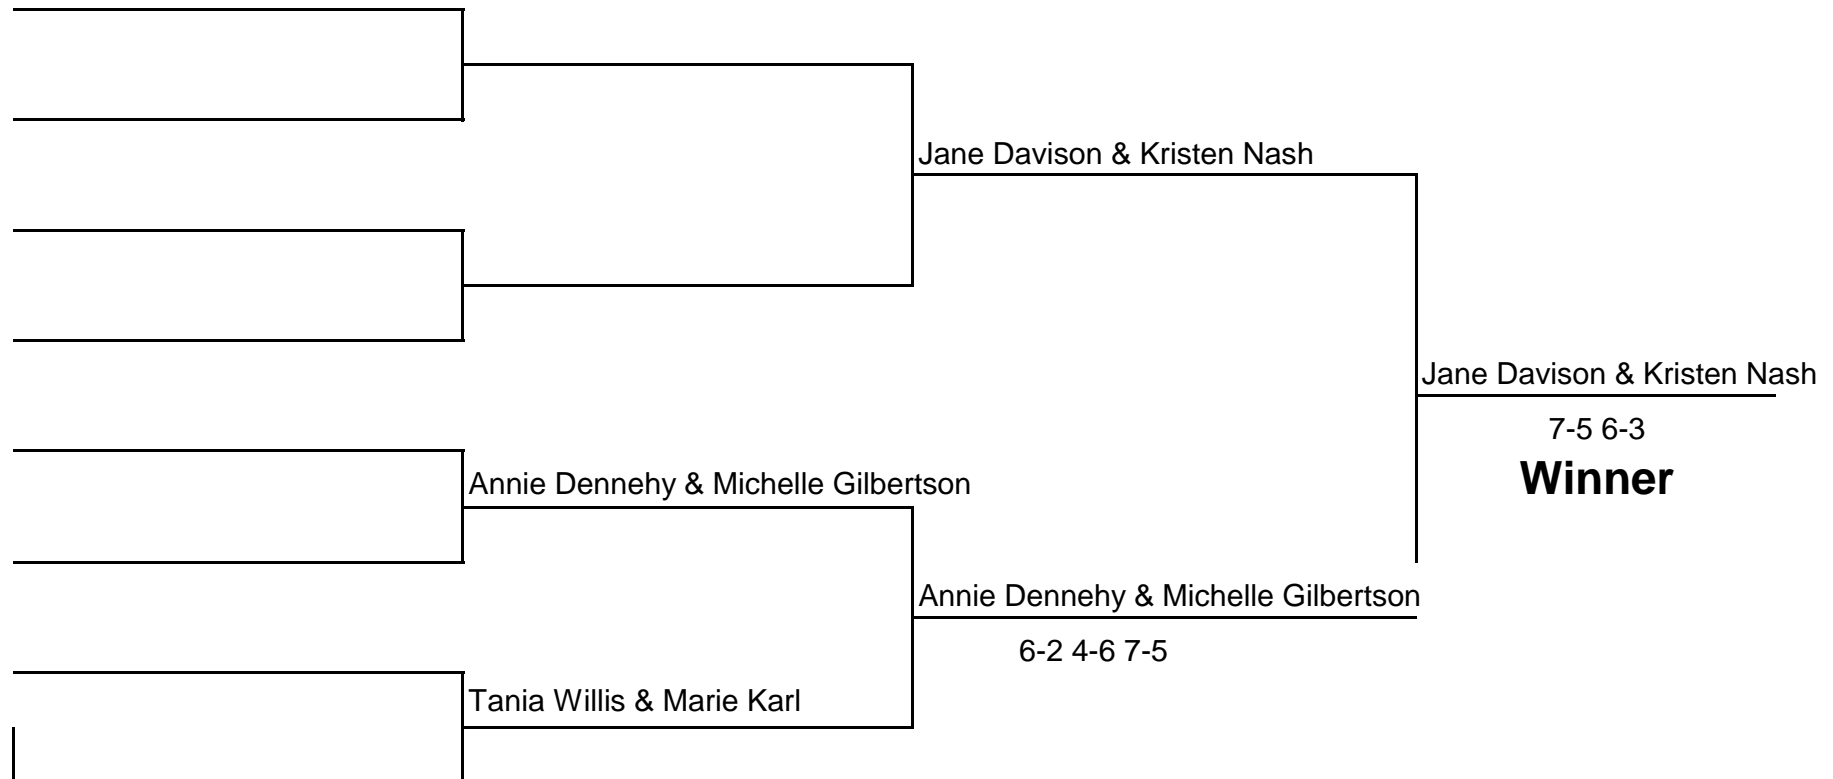 Jane Davison & Kristen Nash
Jane Davison & Kristen Nash
7-5 6-3
Winner
Annie Dennehy & Michelle Gilbertson
Annie Dennehy & Michelle Gilbertson
6-2 4-6 7-5
Tania Willis & Marie Karl